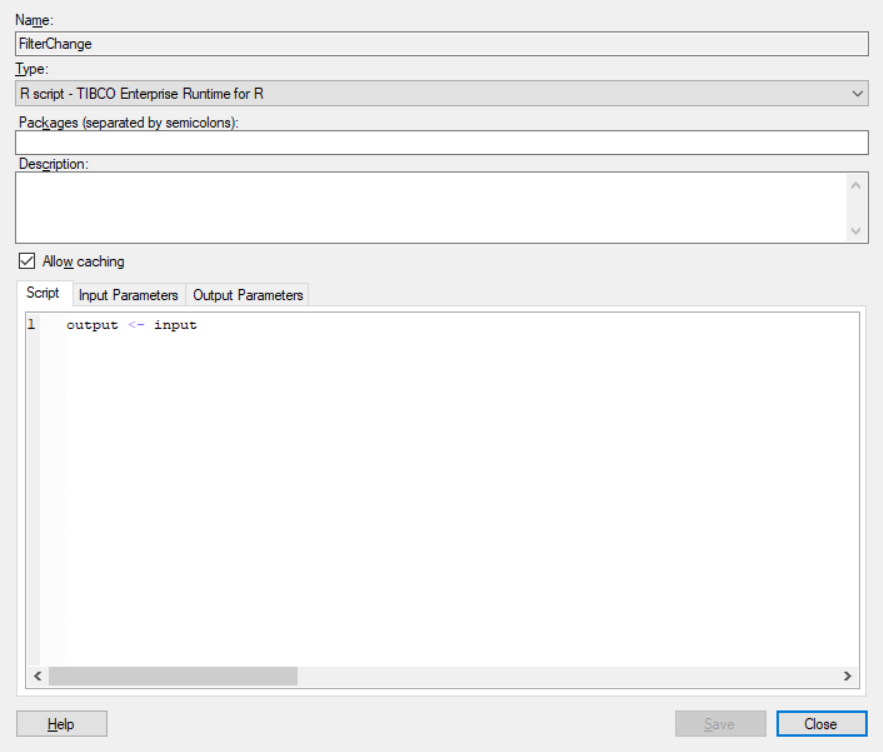 Name:
FilterChange
Type:
R script - TIBCO Enterprise Runtime for R
Packages (separated by semicolons):
Description:
Allow caching
Script Input Parameters Output Parameters
1 output <- input
Help Save Close